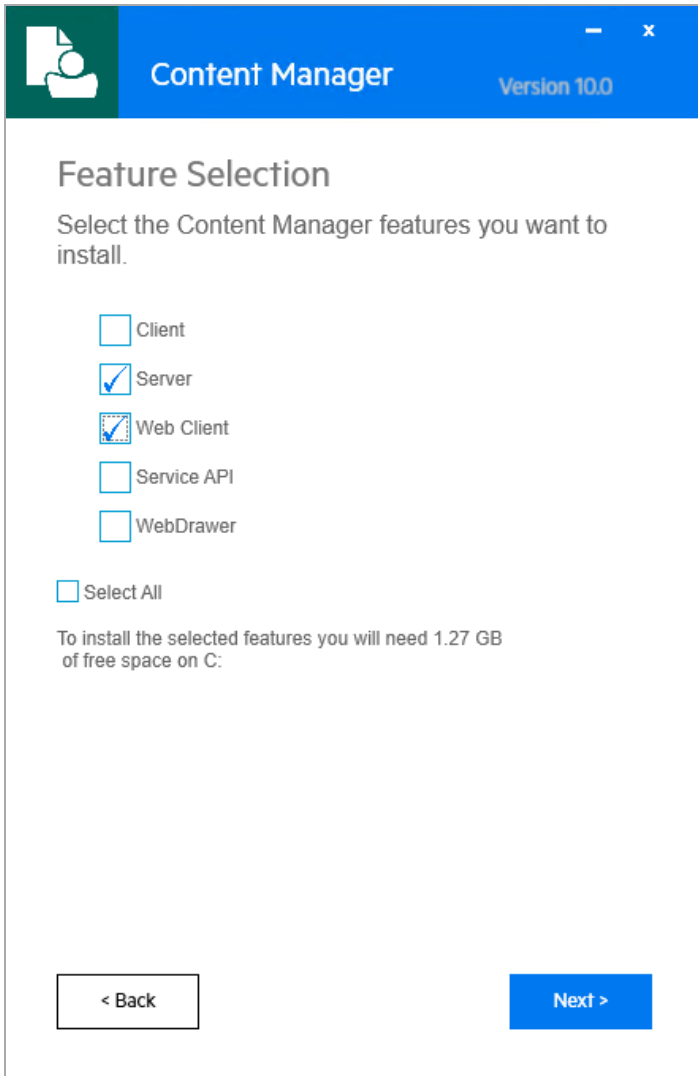 Content Manager
Version 10.0
Feature Selection
Select the Content Manager features you want to
install.
Client
Server
Web Client
Service API
WebDrawer
Select All
To install the selected features you will need 1.27 GB
of free space on C:
< Back
Next >